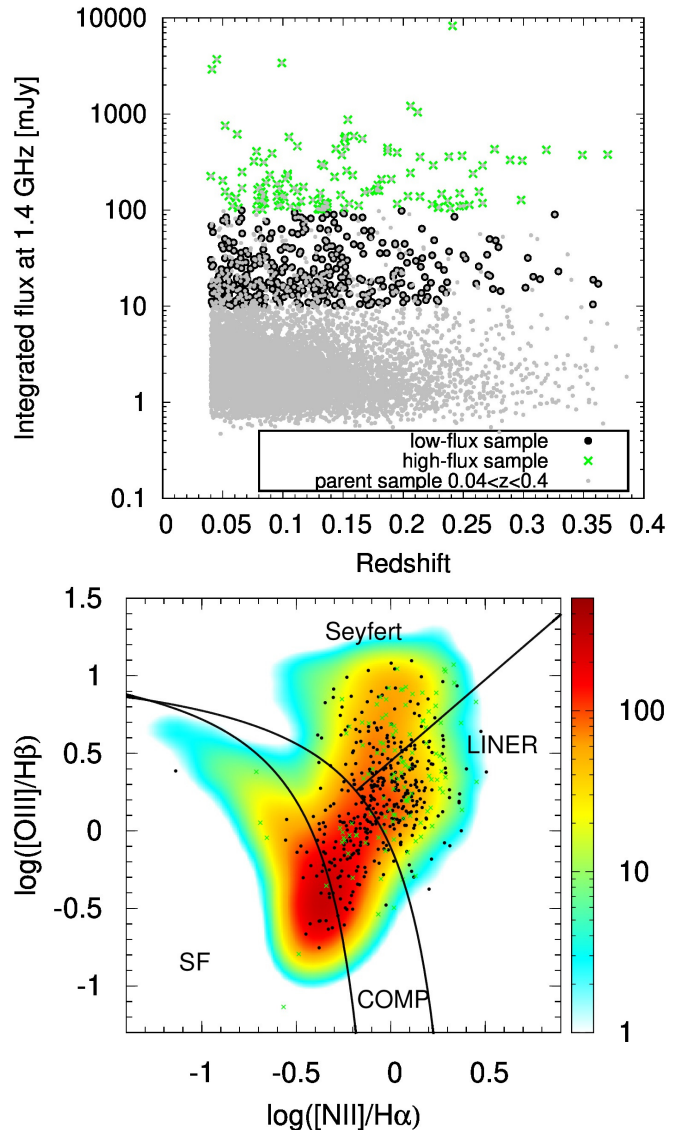 10000
1000
100
10
1
0.1
Integrated flux at 1.4 GHz [mJy]
low-flux sample
high-flux sample
parent sample 0.04<z<0.4
0 0.05 0.1 0.15 0.2 0.25 0.3 0.35 0.4
Redshift
1.5
1
0.5
0
-0.5
-1
log([OIII]/Hβ)
Seyfert
LINER
SF
COMP
100
10
1
-1 -0.5 0 0.5
log([NII]/Hα)